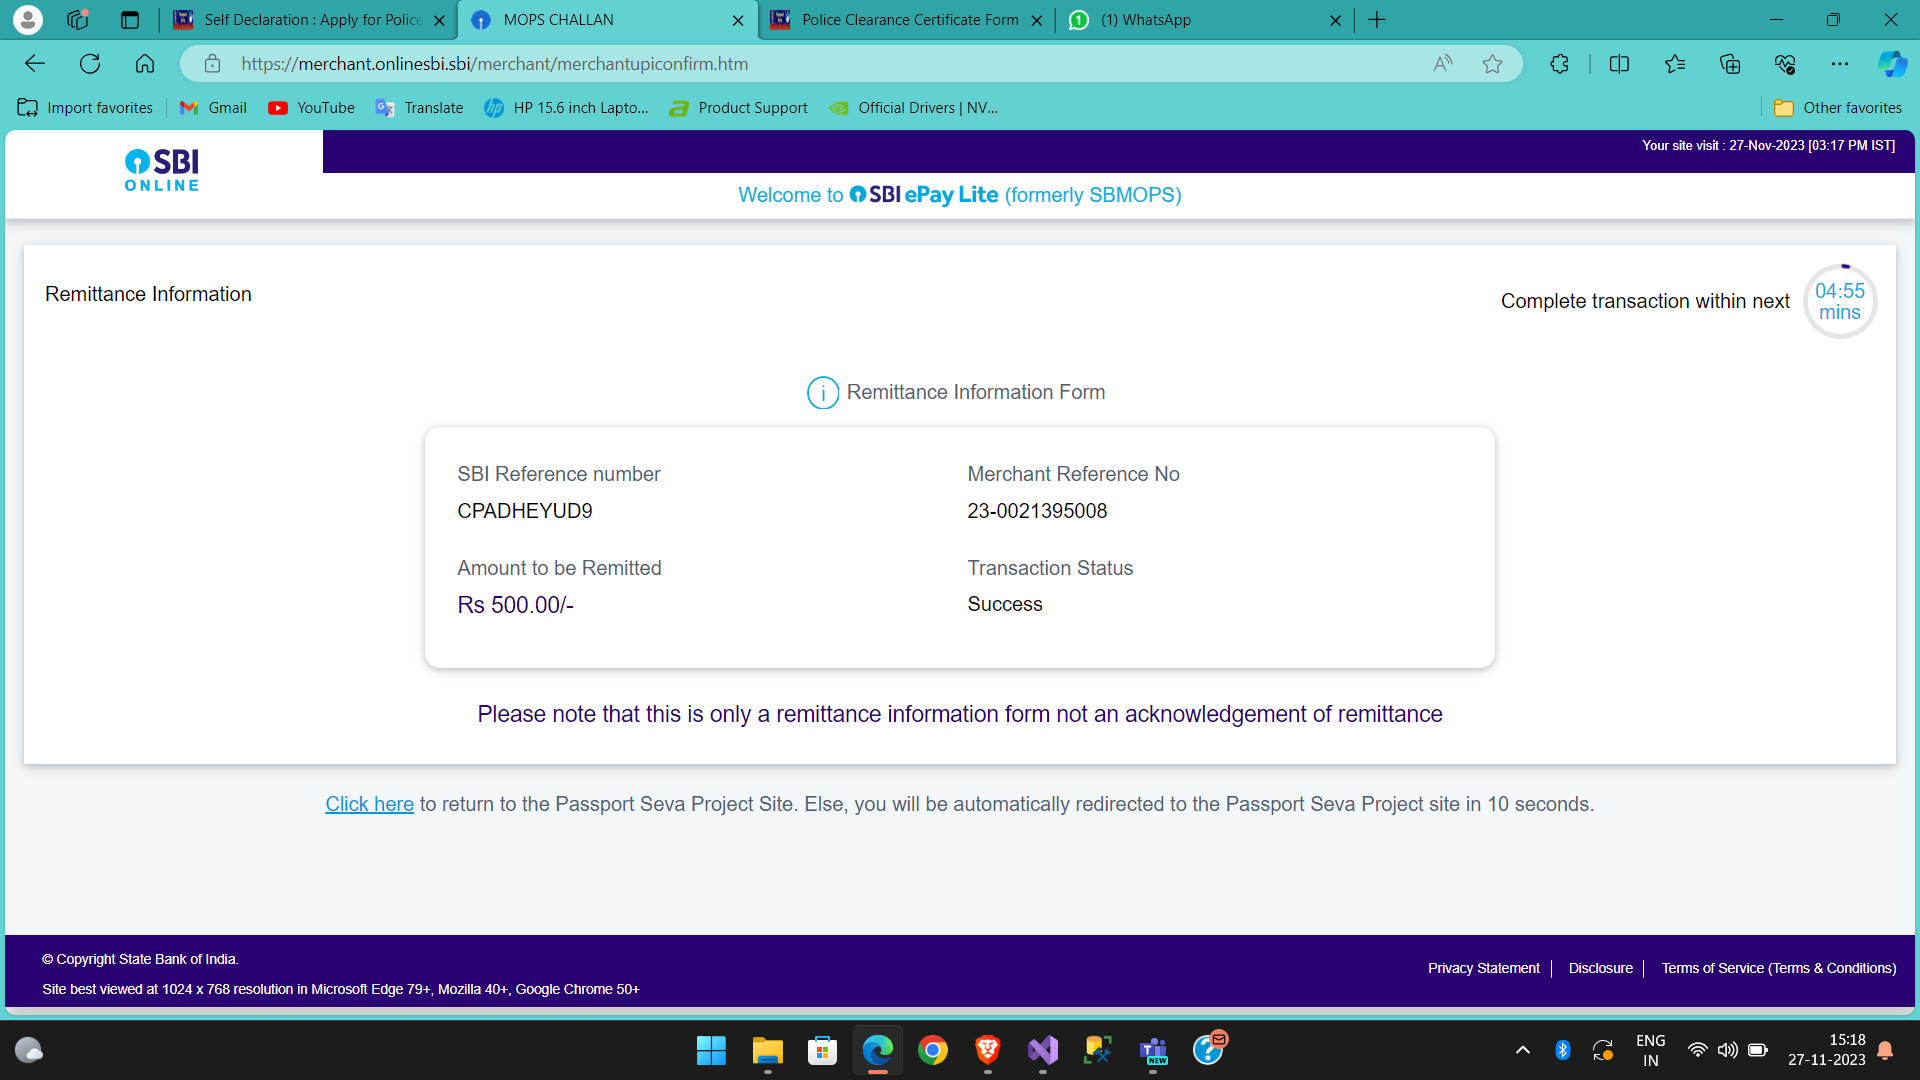 Self Declaration : Apply for Police
MOPS CHALLAN
Police Clearance Certificate Form
(1) WhatsApp
https://merchant.onlinesbi.sbi/merchant/merchantupiconfirm.htm
Import favorites
Gmail
YouTube
Translate
HP 15.6 inch Lapto...
Product Support
Official Drivers | NV...
Other favorites
SBI
ONLINE
Your site visit : 27-Nov-2023 [03:17 PM IST]
Welcome to SBI ePay Lite (formerly SBMOPS)
Remittance Information
Complete transaction within next
04:55
mins
Remittance Information Form
SBI Reference number
CPADHEYUD9
Merchant Reference No
23-0021395008
Amount to be Remitted
Rs 500.00/-
Transaction Status
Success
Please note that this is only a remittance information form not an acknowledgement of remittance
Click here to return to the Passport Seva Project Site. Else, you will be automatically redirected to the Passport Seva Project site in 10 seconds.
© Copyright State Bank of India.
Site best viewed at 1024 x 768 resolution in Microsoft Edge 79+, Mozilla 40+, Google Chrome 50+
Privacy Statement
Disclosure
Terms of Service (Terms & Conditions)
NEW
ENG
IN
15:18
27-11-2023